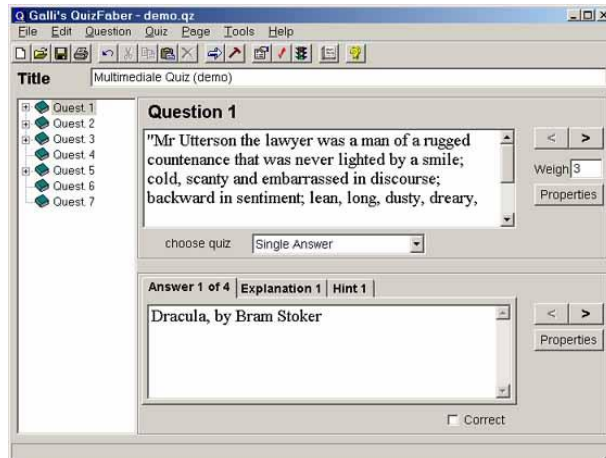 Galli's QuizFaber - demo.qz
File Edit Question Quiz Page Tools Help
Title Multimediale Quiz (demo)
Quest 1
Quest 2
Quest 3
Quest 4
Quest 5
Quest 6
Quest 7
Question 1
"Mr Utterson the lawyer was a man of a rugged
countenance that was never lighted by a smile;
cold, scanty and embarrassed in discourse;
backward in sentiment; lean, long, dusty, dreary,
< >
Weigh 3
Properties
choose quiz Single Answer
Answer 1 of 4 Explanation 1 Hint 1
Dracula, by Bram Stoker
< >
Properties
Correct